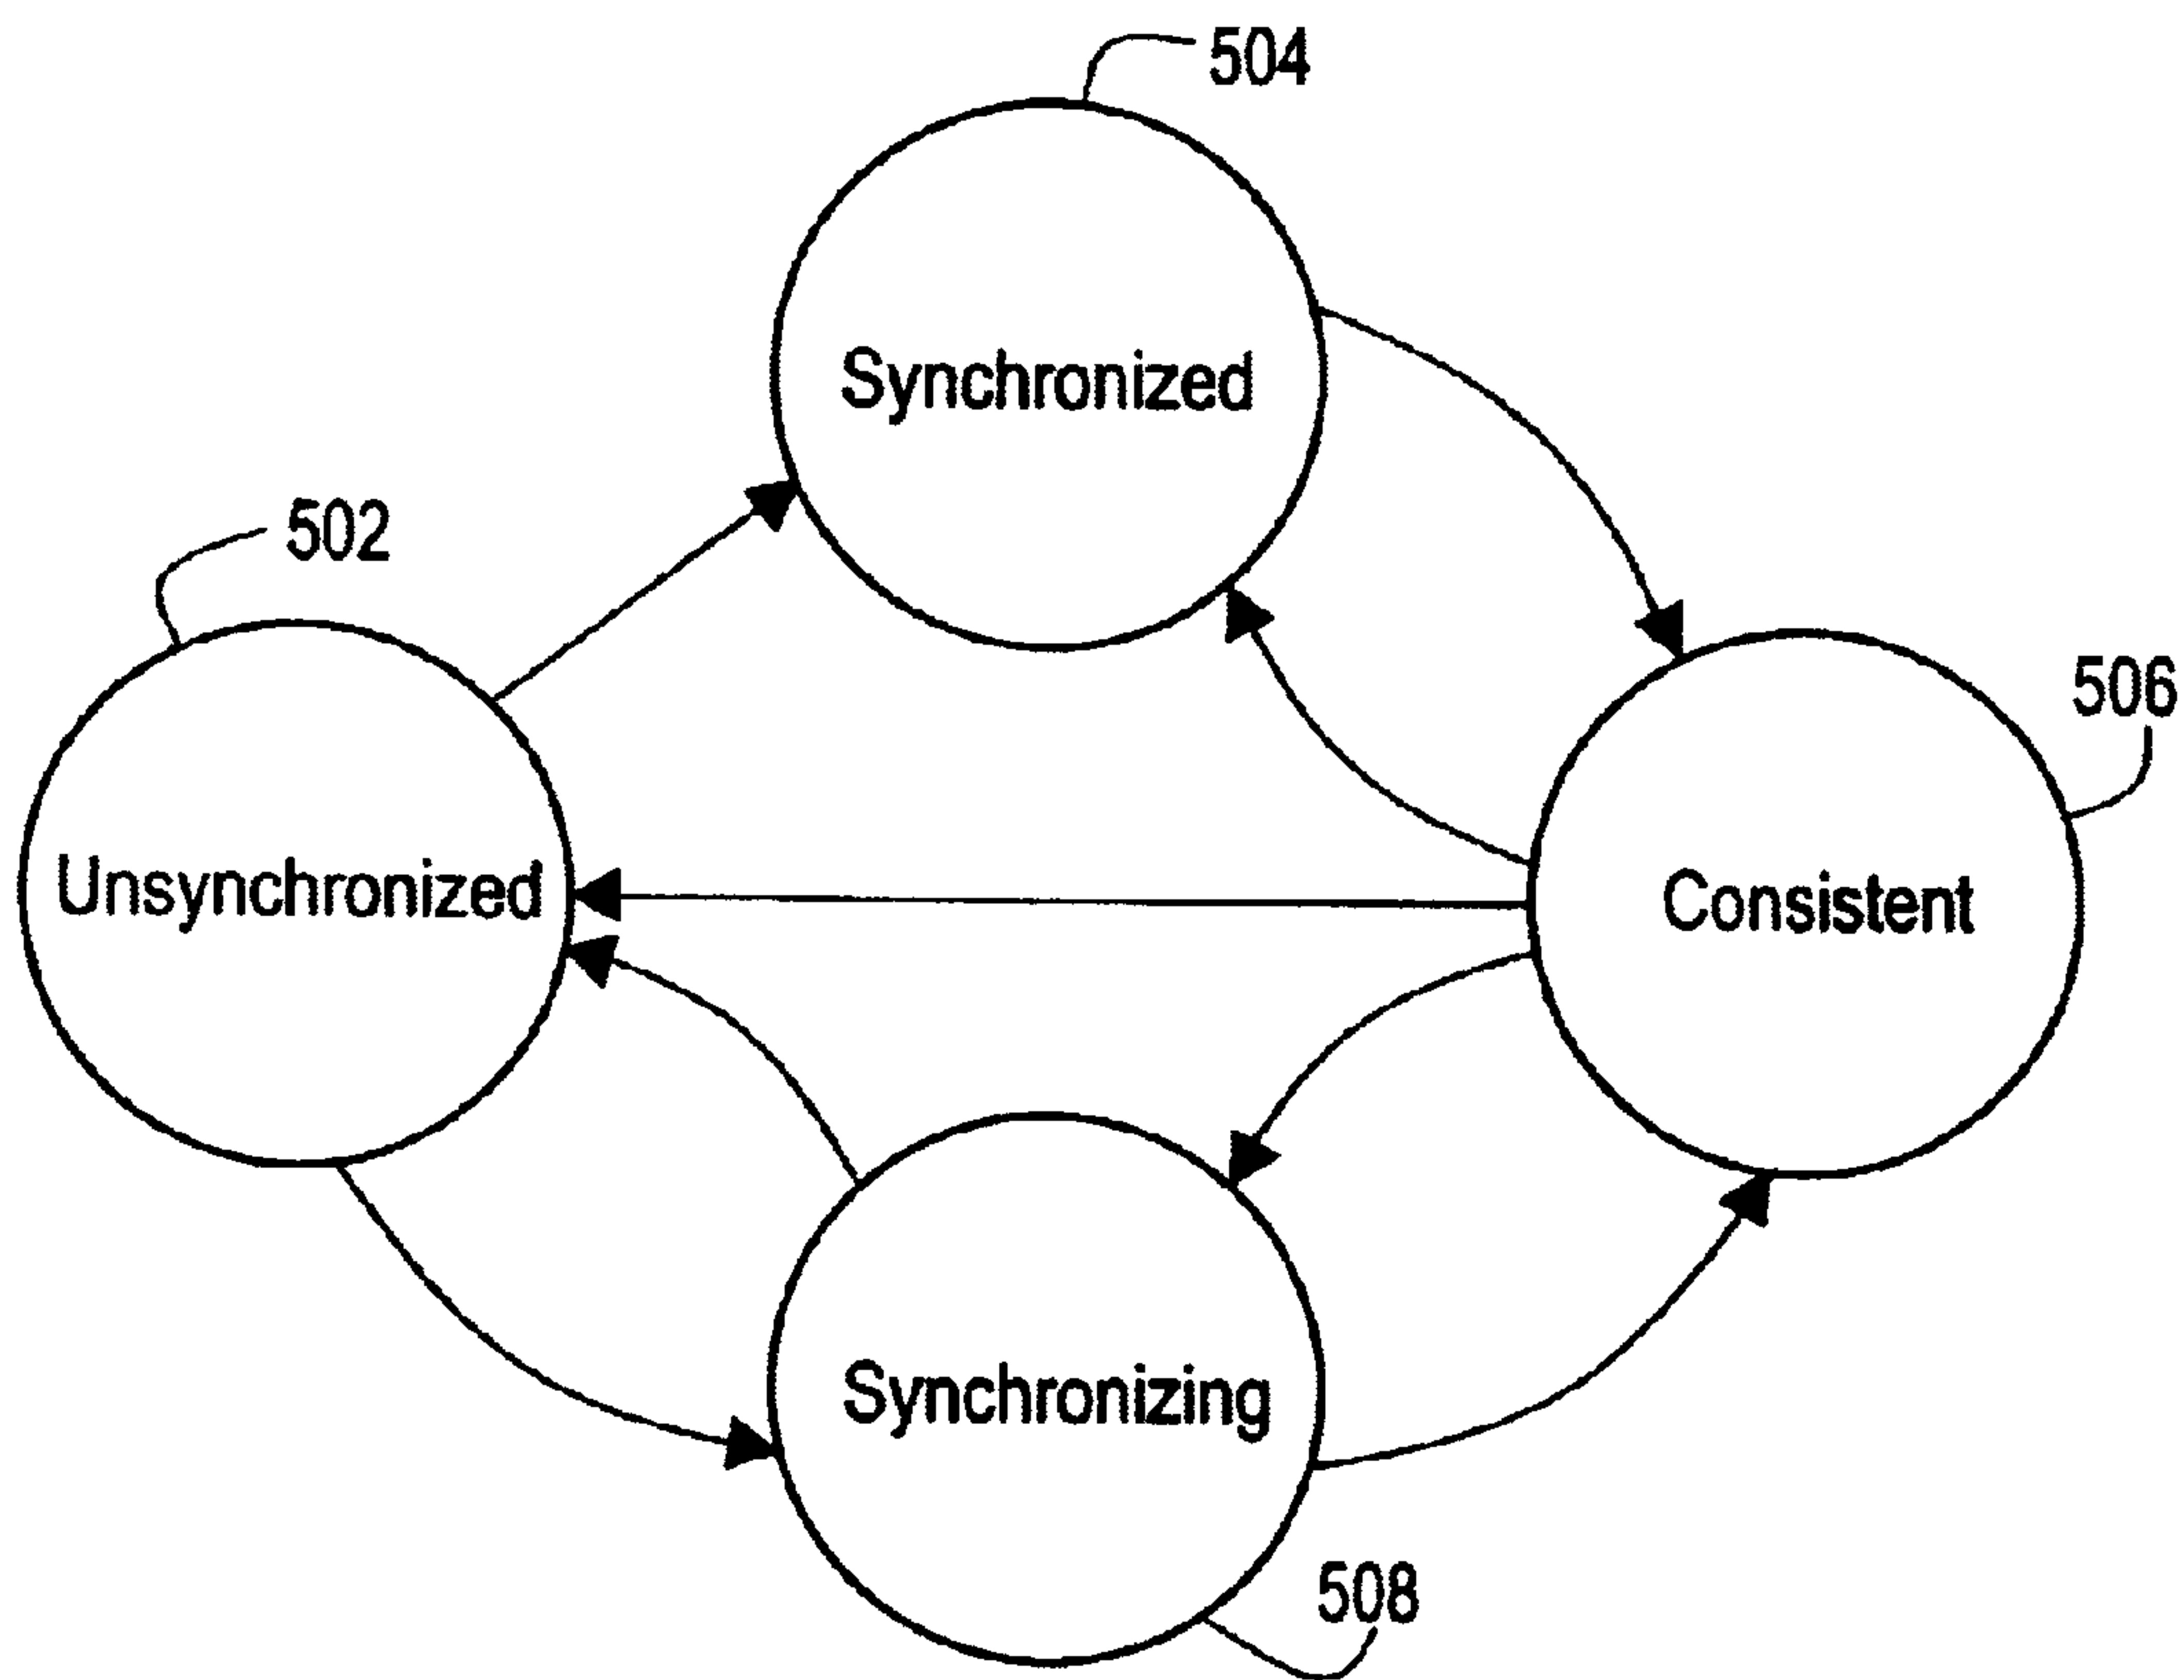 504
Synchronized
502
506
Unsynchronized
Consistent
Synchronizing
508